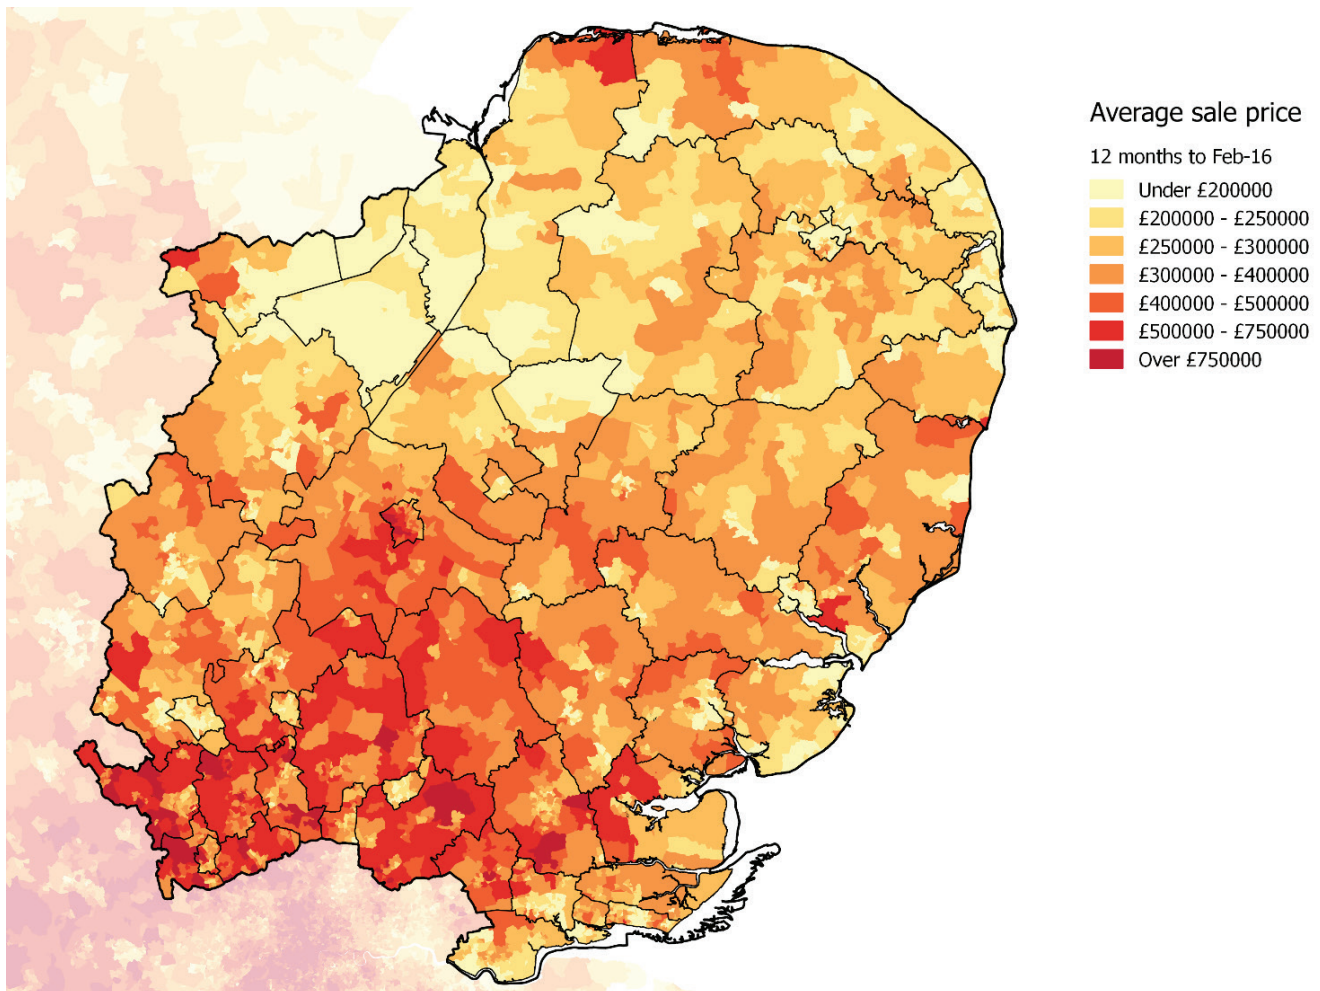 Average sale price
12 months to Feb-16
Under £200000
£200000 - £250000
£250000 - £300000
£300000 - £400000
£400000 - £500000
£500000 - £750000
Over £750000